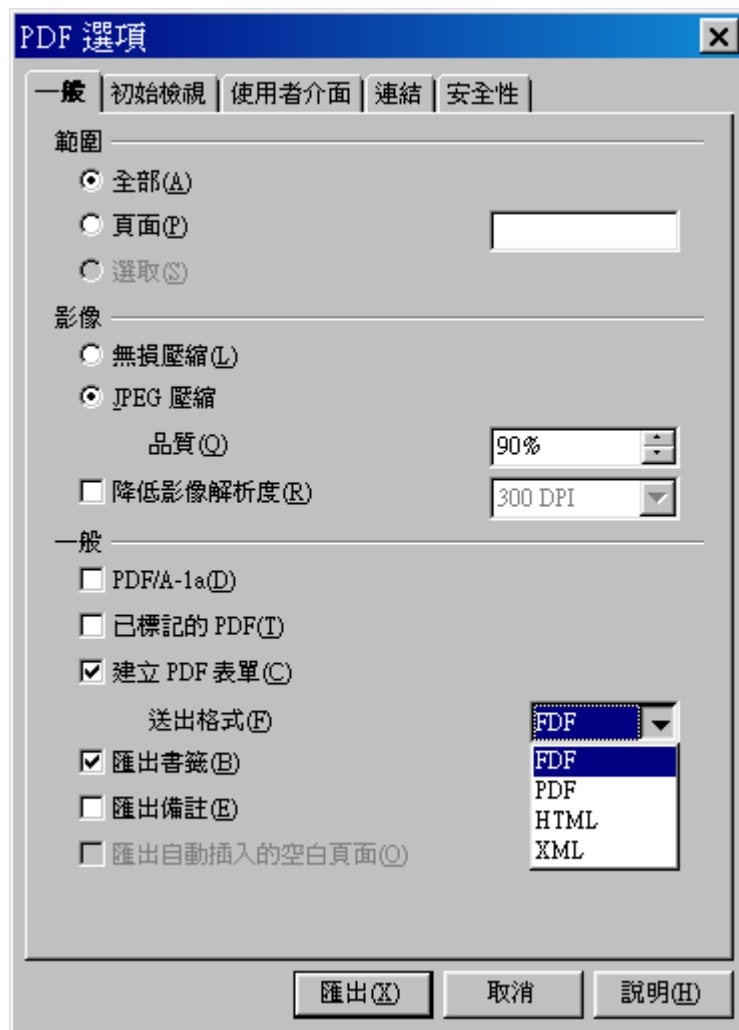 PDF 選項
一般 初始檢視 使用者介面 連結 安全性
範圍
全部(A)
頁面(P)
選取(S)
影像
無損壓縮(L)
JPEG 壓縮
品質(Q) 90%
降低影像解析度(R) 300 DPI
一般
PDF/A-1a(D)
已標記的 PDF(T)
建立 PDF 表單(C)
送出格式(F) FDF
FDF
匯出書籤(B)
PDF
匯出備註(E)
HTML
XML
匯出自動插入的空白頁面(O)
匯出(X) 取消 說明(H)